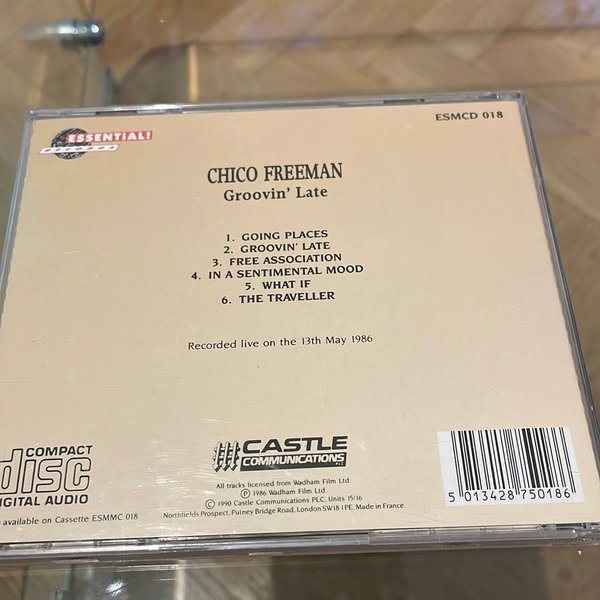 ESMCD 018
ESSENTIAL!
CHICO FREEMAN
Groovin' Late
1. GOING PLACES
2. GROOVIN' LATE
3. FREE ASSOCIATION
4. IN A SENTIMENTAL MOOD
5. WHAT IF
6. THE TRAVELLER
Recorded live on the 13th May 1986
COMPACT
disc
DIGITAL AUDIO
available on Cassette ESMMC 018
CASTLE
COMMUNICATIONS
PLC
All tracks licensed from Wadham Film Ltd.
Ⓟ 1986 Wadham Film Ltd.
© 1990 Castle Communications PLC, Units 15/16
Northfields Prospect, Putney Bridge Road, London SW18 1PE. Made in France.
5 013428 750186